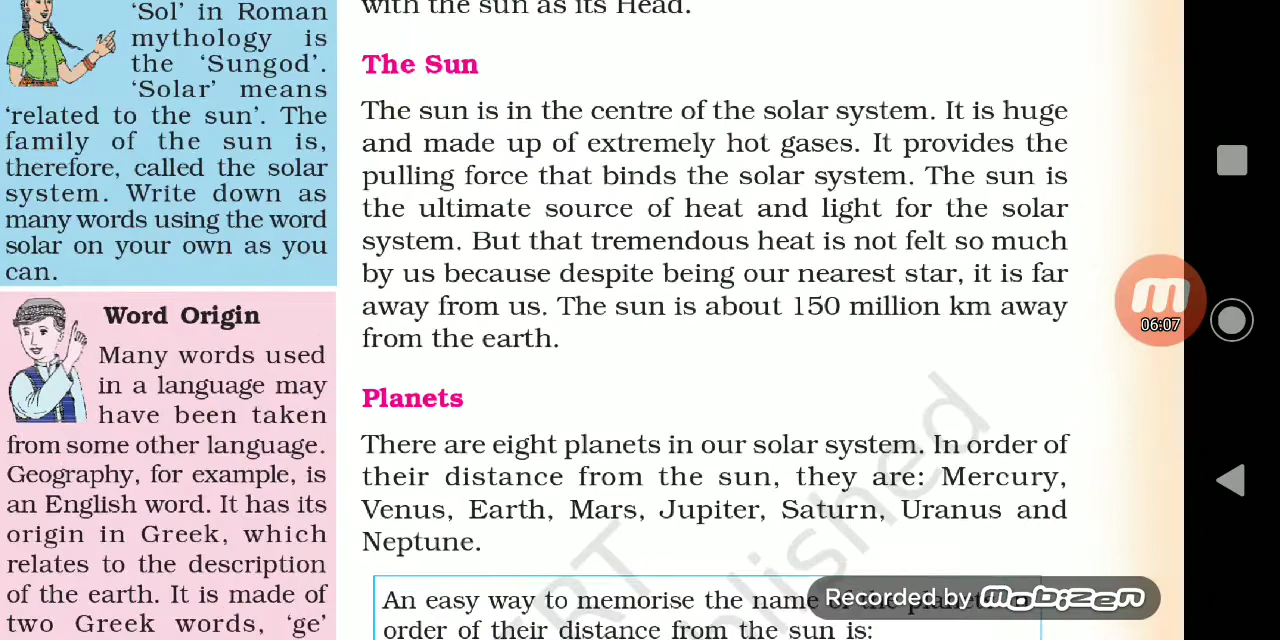 ‘Sol’ in Roman
mythology is
the ‘Sungod’.
‘Solar’ means
‘related to the sun’. The
family of the sun is,
therefore, called the solar
system. Write down as
many words using the word
solar on your own as you
can.
Word Origin
Many words used
in a language may
have been taken
from some other language.
Geography, for example, is
an English word. It has its
origin in Greek, which
relates to the description
of the earth. It is made of
two Greek words, ‘ge’
with the sun as its Head.
The Sun
The sun is in the centre of the solar system. It is huge
and made up of extremely hot gases. It provides the
pulling force that binds the solar system. The sun is
the ultimate source of heat and light for the solar
system. But that tremendous heat is not felt so much
by us because despite being our nearest star, it is far
away from us. The sun is about 150 million km away
from the earth.
Planets
There are eight planets in our solar system. In order of
their distance from the sun, they are: Mercury,
Venus, Earth, Mars, Jupiter, Saturn, Uranus and
Neptune.
An easy way to memorise the name
order of their distance from the sun is:
06:07
Recorded by mobizen